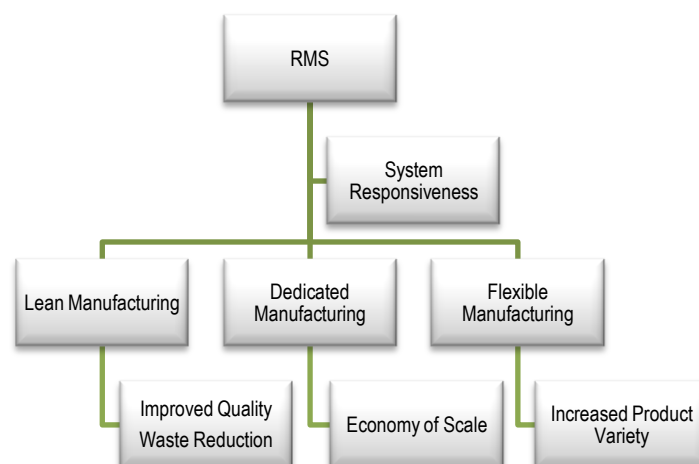 RMS
System
Responsiveness
Lean Manufacturing
Dedicated
Manufacturing
Flexible
Manufacturing
Improved Quality
Waste Reduction
Economy of Scale
Increased Product
Variety